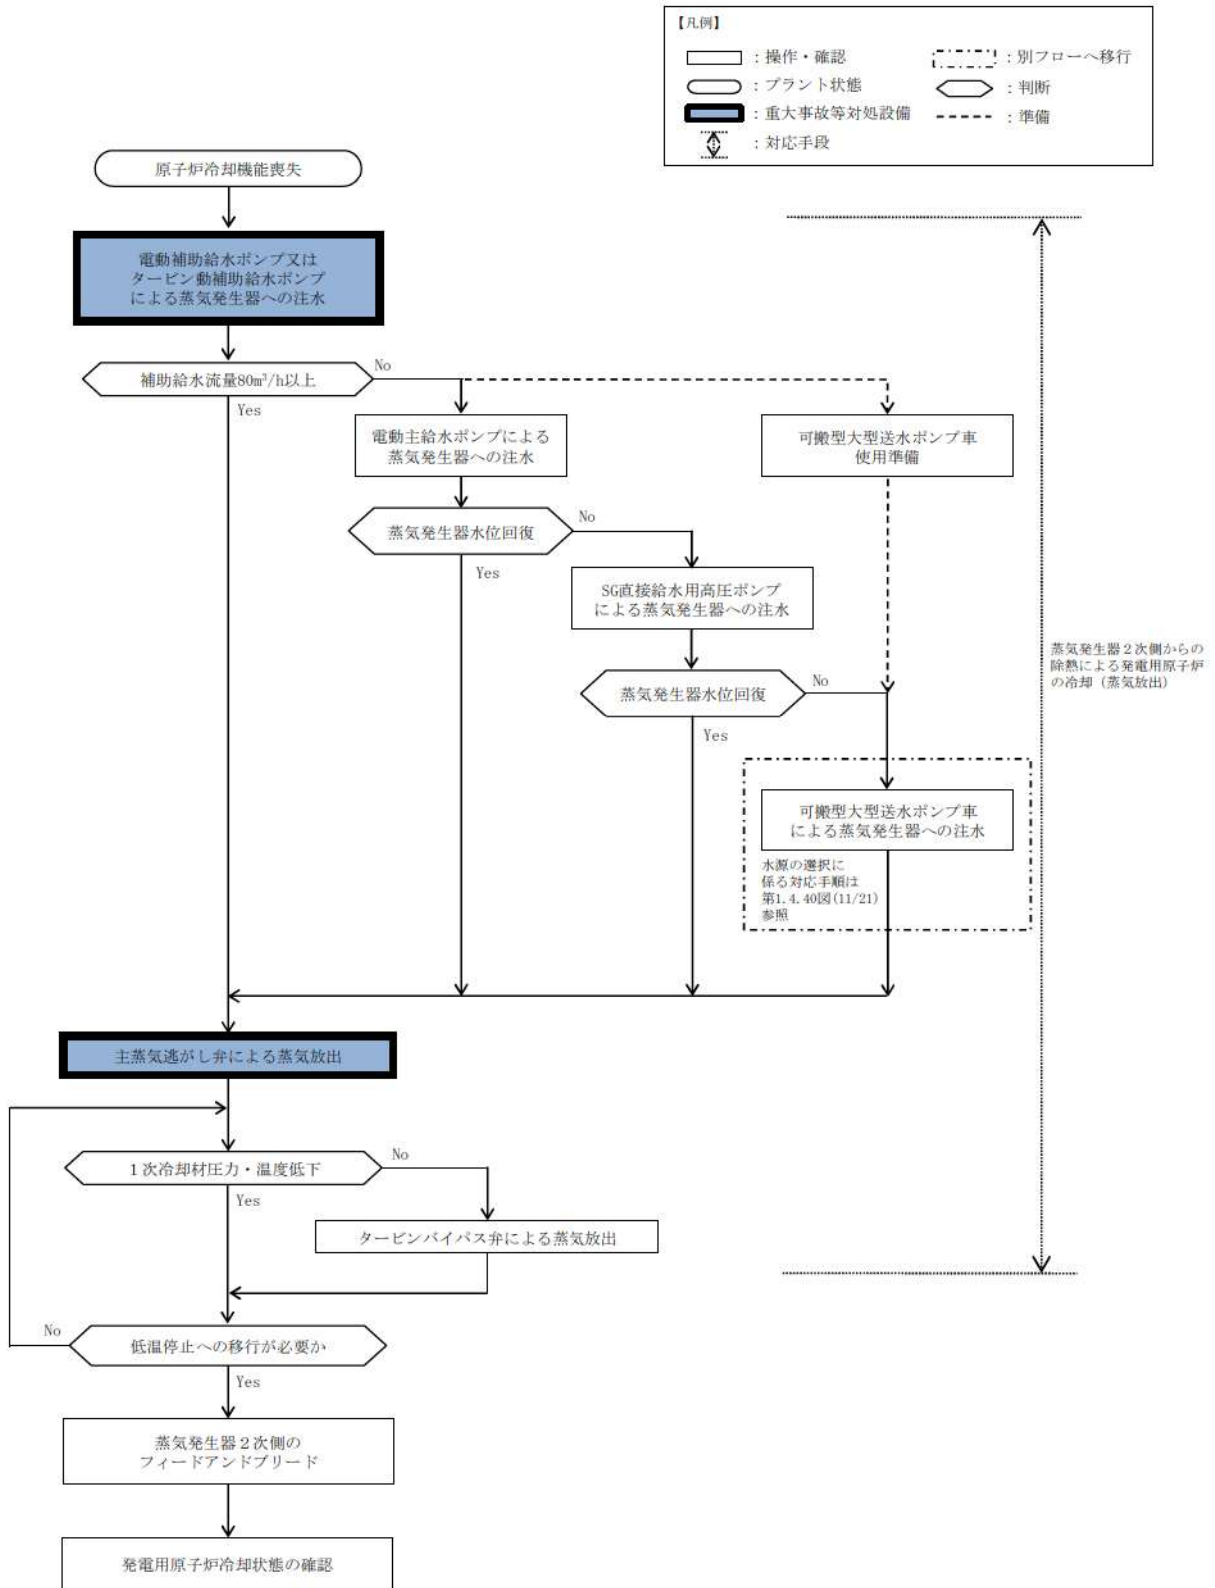 【凡例】
：操作・確認
：別フローへ移行
：プラント状態
：判断
：重大事故等対処設備
：準備
：対応手段
原子炉冷却機能喪失
電動補助給水ポンプ又は
タービン動補助給水ポンプ
による蒸気発生器への注水
補助給水流量80m³/h以上
No
Yes
電動主給水ポンプによる
蒸気発生器への注水
可搬型大型送水ポンプ車
使用準備
蒸気発生器水位回復
No
Yes
SG直接給水用高圧ポンプ
による蒸気発生器への注水
蒸気発生器水位回復
No
Yes
蒸気発生器２次側からの
除熱による発電用原子炉
の冷却（蒸気放出）
可搬型大型送水ポンプ車
による蒸気発生器への注水
水源の選択に
係る対応手順は
第1.4.40図(11/21)
参照
主蒸気逃がし弁による蒸気放出
１次冷却材圧力・温度低下
No
Yes
タービンバイパス弁による蒸気放出
低温停止への移行が必要か
No
Yes
蒸気発生器２次側の
フィードアンドブリード
発電用原子炉冷却状態の確認